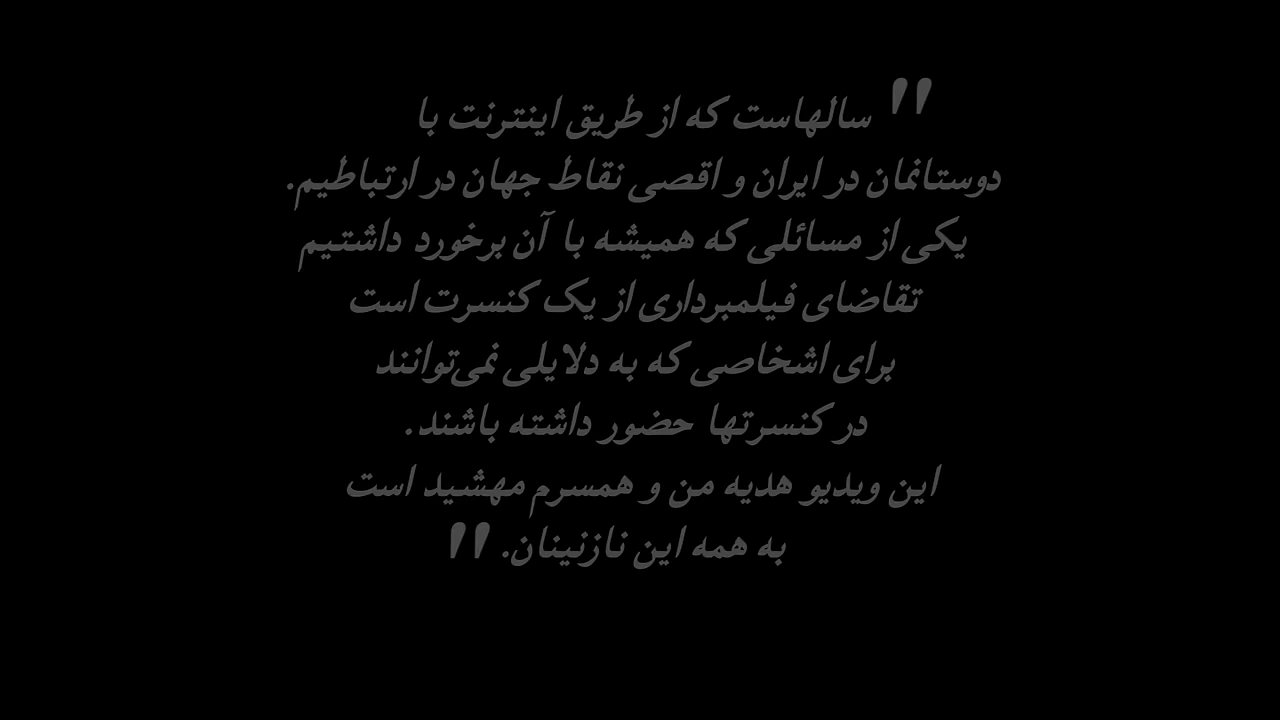 " سالهاست که از طریق اینترنت با
دوستانمان در ایران و اقصی نقاط جهان در ارتباطیم.
یکی از مسائلی که همیشه با آن برخورد داشتیم
تقاضای فیلمبرداری از یک کنسرت است
برای اشخاصی که به دلایلی نمی‌توانند
در کنسرتها حضور داشته باشند.
این ویدیو هدیه من و همسرم مهشید است
به همه این نازنینان. "